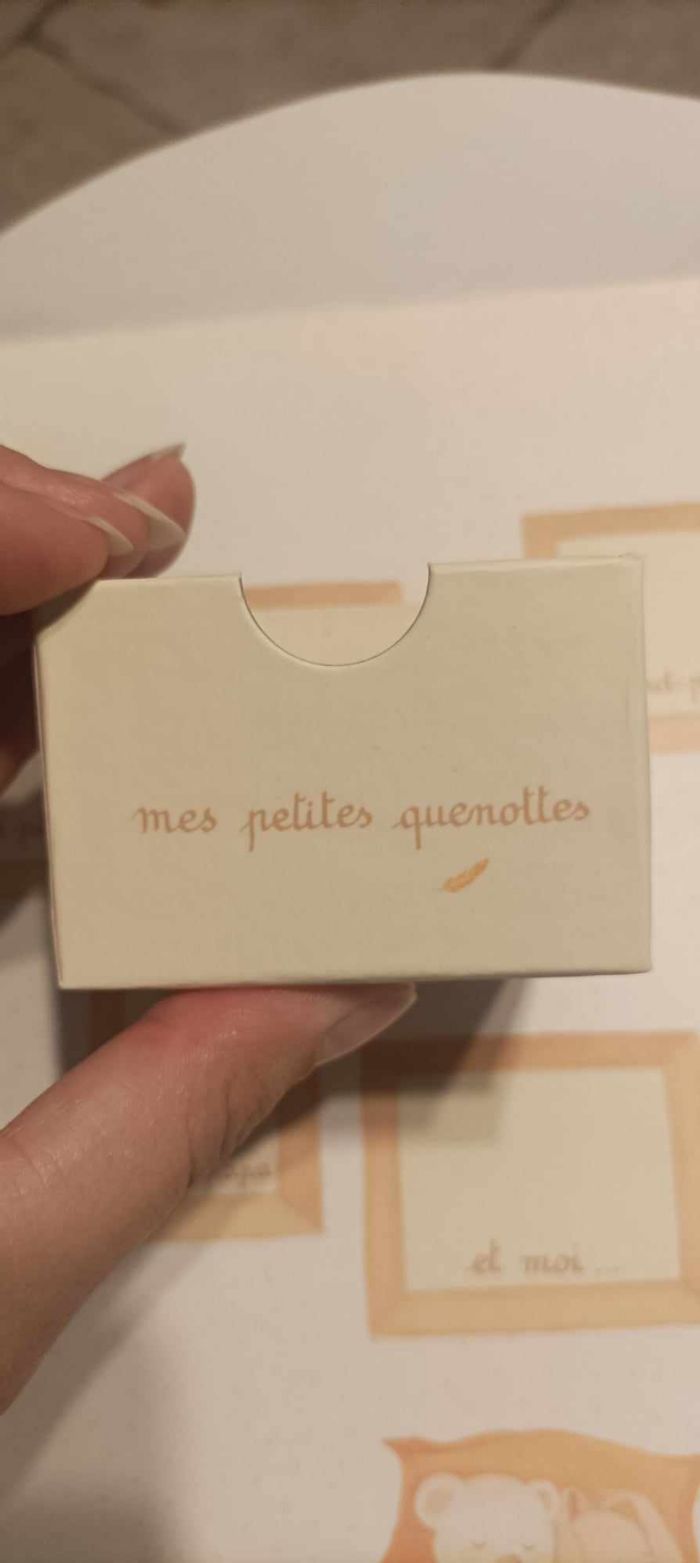 mes petites quenottes
et moi ...